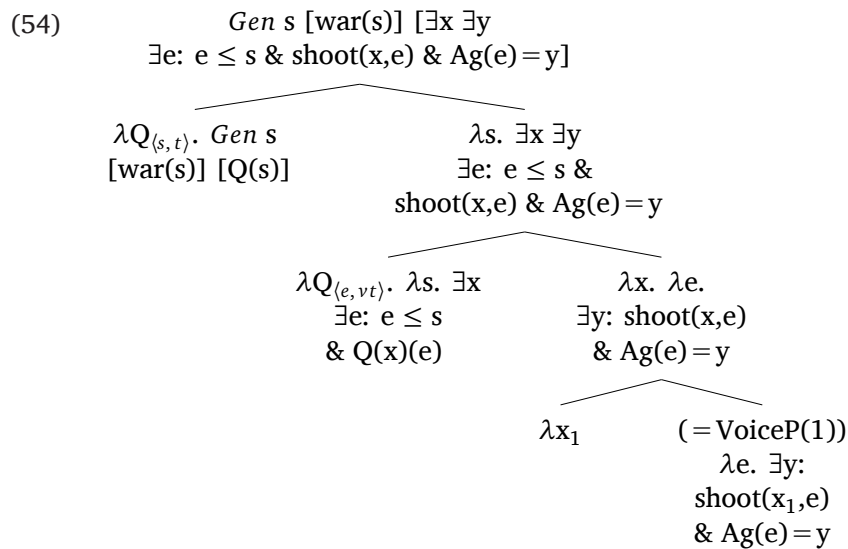 (54)
Gen s [war(s)] [∃x ∃y
∃e: e ≤ s & shoot(x,e) & Ag(e)=y]
λQ⟨s,t⟩. Gen s
[war(s)] [Q(s)]
λs. ∃x ∃y
∃e: e ≤ s &
shoot(x,e) & Ag(e)=y
λQ⟨e,vt⟩. λs. ∃x
∃e: e ≤ s
& Q(x)(e)
λx. λe.
∃y: shoot(x,e)
& Ag(e)=y
λx₁
(=VoiceP(1))
λe. ∃y:
shoot(x₁,e)
& Ag(e)=y